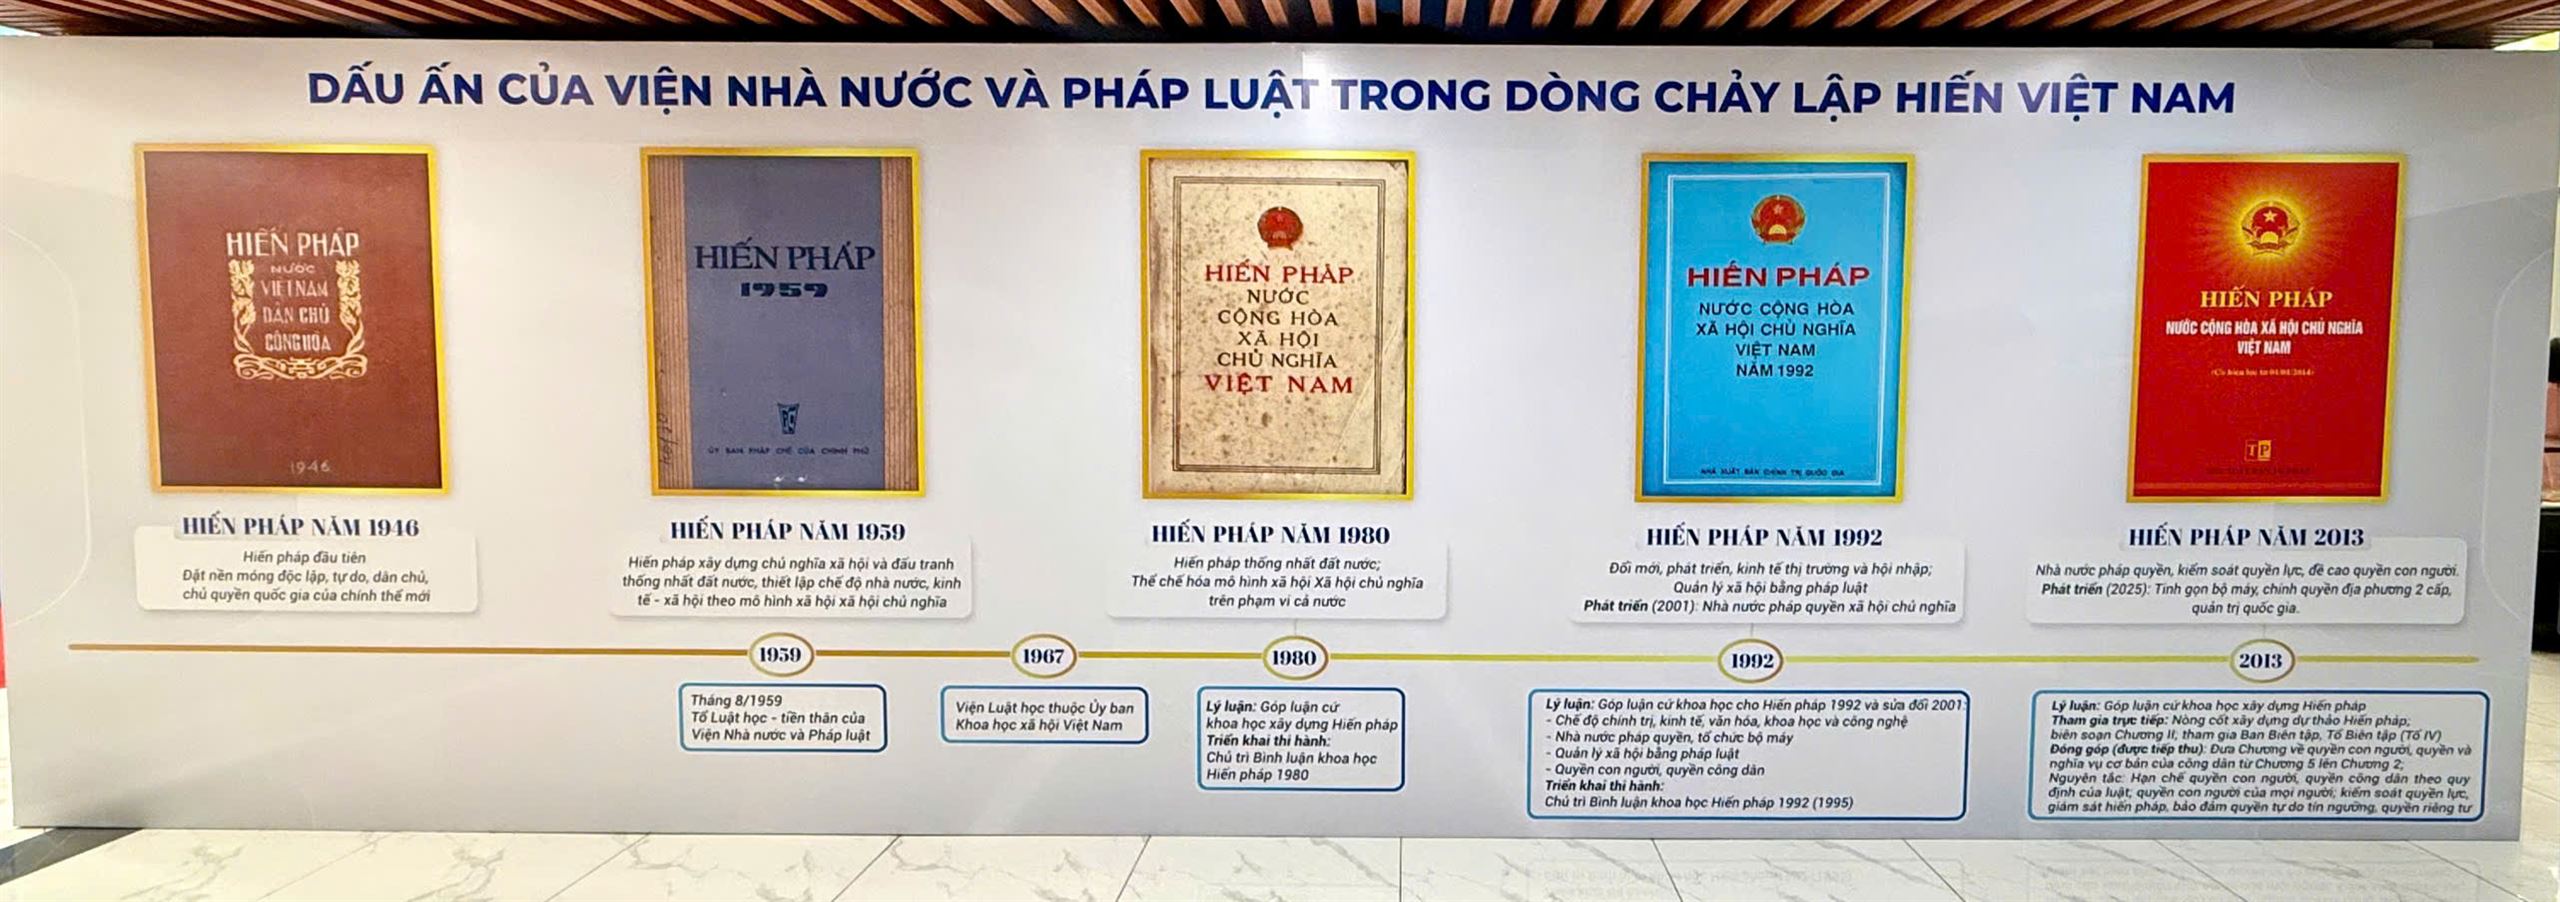 DẤU ẤN CỦA VIỆN NHÀ NƯỚC VÀ PHÁP LUẬT TRONG DÒNG CHẢY LẬP HIẾN VIỆT NAM
HIẾN PHÁP
NƯỚC
VIỆT NAM
DÂN CHỦ
CỘNG HÒA
1946
HIẾN PHÁP NĂM 1946
Hiến pháp đầu tiên
Đặt nền móng độc lập, tự do, dân chủ,
chủ quyền quốc gia của chính thể mới
HIẾN PHÁP
1959
ỦY BAN PHÁP CHẾ CỦA CHÍNH PHỦ
HIẾN PHÁP NĂM 1959
Hiến pháp xây dựng chủ nghĩa xã hội và đấu tranh
thống nhất đất nước, thiết lập chế độ nhà nước, kinh
tế - xã hội theo mô hình xã hội xã hội chủ nghĩa
HIẾN PHÁP
NƯỚC
CỘNG HÒA
XÃ HỘI
CHỦ NGHĨA
VIỆT NAM
HIẾN PHÁP NĂM 1980
Hiến pháp thống nhất đất nước;
Thể chế hóa mô hình xã hội Xã hội chủ nghĩa
trên phạm vi cả nước
HIẾN PHÁP
NƯỚC CỘNG HÒA
XÃ HỘI CHỦ NGHĨA
VIỆT NAM
NĂM 1992
NHÀ XUẤT BẢN CHÍNH TRỊ QUỐC GIA
HIẾN PHÁP NĂM 1992
Đổi mới, phát triển, kinh tế thị trường và hội nhập;
Quản lý xã hội bằng pháp luật
Phát triển (2001): Nhà nước pháp quyền xã hội chủ nghĩa
HIẾN PHÁP
NƯỚC CỘNG HÒA XÃ HỘI CHỦ NGHĨA
VIỆT NAM
(Có hiệu lực từ 01/01/2014)
TP
HIẾN PHÁP NĂM 2013
Nhà nước pháp quyền, kiểm soát quyền lực, đề cao quyền con người.
Phát triển (2025): Tinh gọn bộ máy, chính quyền địa phương 2 cấp,
quản trị quốc gia.
1959
Tháng 8/1959
Tổ Luật học - tiền thân của
Viện Nhà nước và Pháp luật
1967
Viện Luật học thuộc Ủy ban
Khoa học xã hội Việt Nam
1980
Lý luận: Góp luận cứ
khoa học xây dựng Hiến pháp
Triển khai thi hành:
Chủ trì Bình luận khoa học
Hiến pháp 1980
1992
Lý luận: Góp luận cứ khoa học cho Hiến pháp 1992 và sửa đổi 2001:
- Chế độ chính trị, kinh tế, văn hóa, khoa học và công nghệ
- Nhà nước pháp quyền, tổ chức bộ máy
- Quản lý xã hội bằng pháp luật
- Quyền con người, quyền công dân
Triển khai thi hành:
Chủ trì Bình luận khoa học Hiến pháp 1992 (1995)
2013
Lý luận: Góp luận cứ khoa học xây dựng Hiến pháp
Tham gia trực tiếp: Nòng cốt xây dựng dự thảo Hiến pháp;
biên soạn Chương II, tham gia Ban Biên tập, Tổ Biên tập (Tổ IV)
Đóng góp (được tiếp thu): Đưa Chương về quyền con người, quyền và
nghĩa vụ cơ bản của công dân từ Chương 5 lên Chương 2;
Nguyên tắc: Hạn chế quyền con người, quyền công dân theo quy
định của luật; quyền con người của mọi người; kiểm soát quyền lực,
giám sát hiến pháp, bảo đảm quyền tự do tín ngưỡng, quyền riêng tư